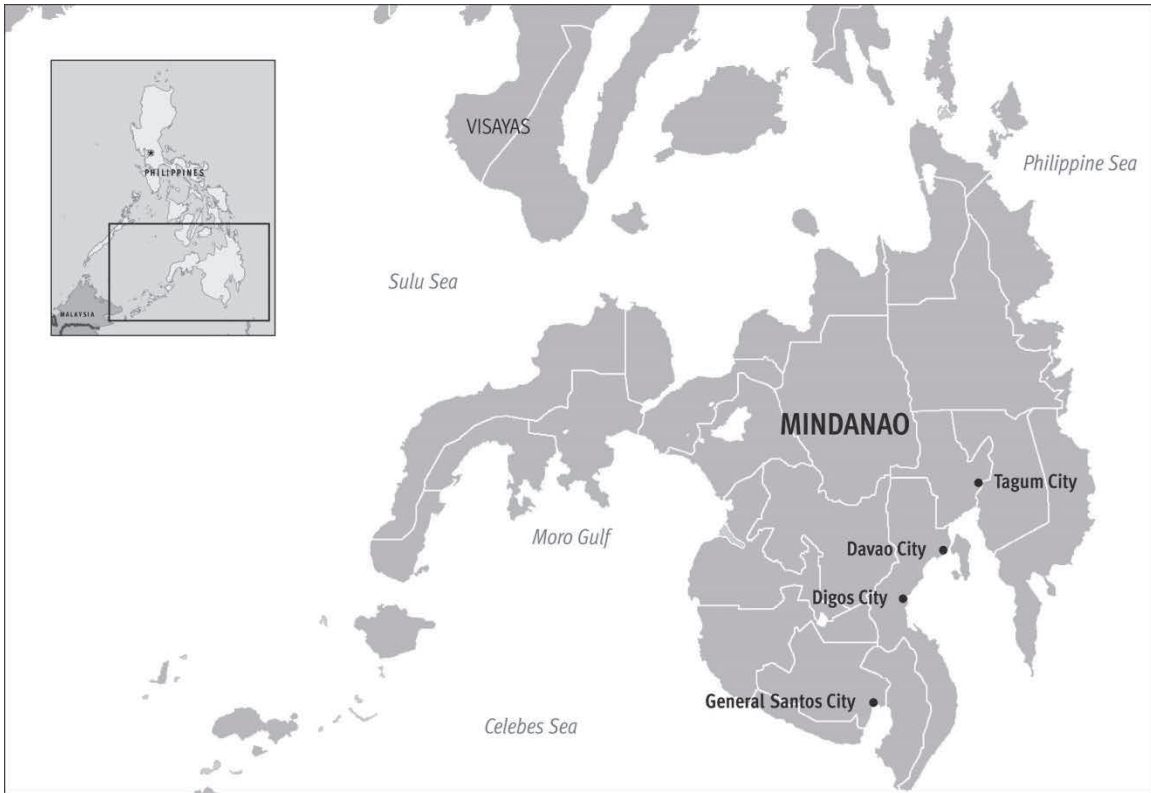 VISAYAS
Philippine Sea
PHILIPPINES
Sulu Sea
MALAYSIA
MINDANAO
Tagum City
Moro Gulf
Davao City
Digos City
General Santos City
Celebes Sea